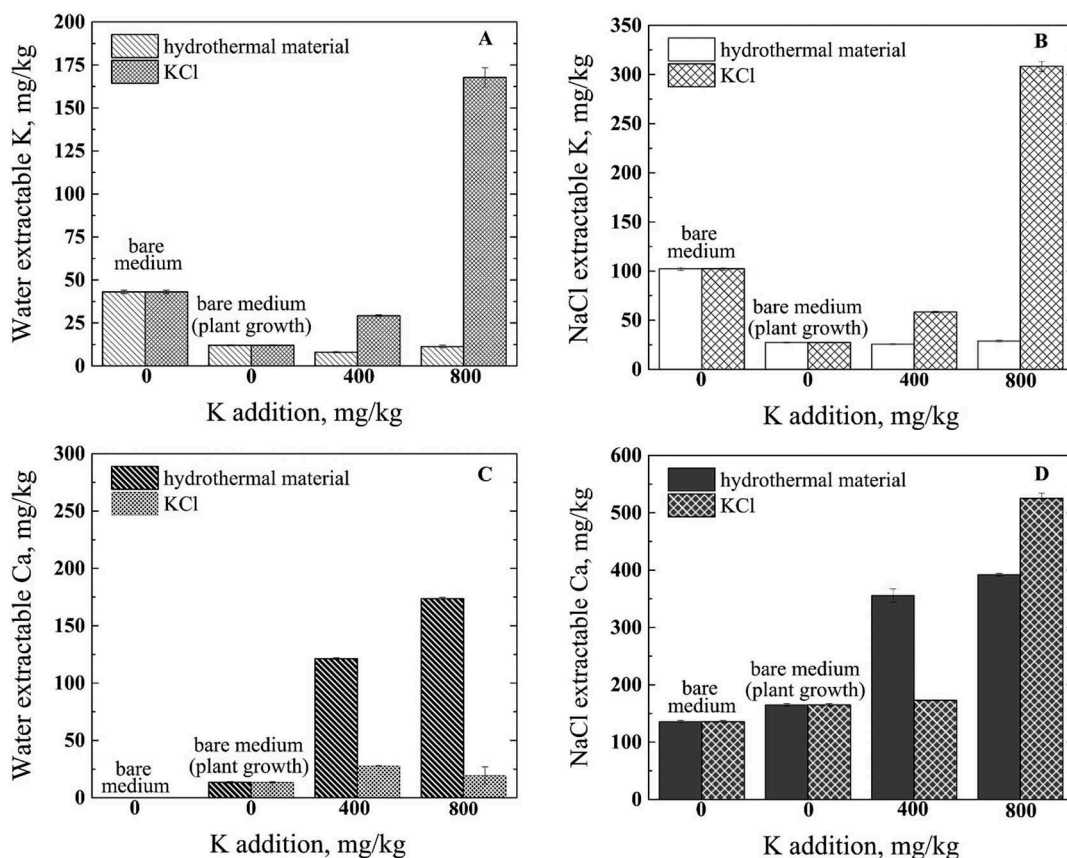 A
hydrothermal material
KCl
Water extractable K, mg/kg
200
175
150
125
100
75
50
25
0
bare
medium
bare medium
(plant growth)
0 0 400 800
K addition, mg/kg
B
hydrothermal material
KCl
NaCl extractable K, mg/kg
350
300
250
200
150
100
50
0
bare
medium
bare medium
(plant growth)
0 0 400 800
K addition, mg/kg
C
hydrothermal material
KCl
Water extractable Ca, mg/kg
300
250
200
175
150
100
50
25
0
bare
medium
bare medium
(plant growth)
0 0 400 800
K addition, mg/kg
D
hydrothermal material
KCl
NaCl extractable Ca, mg/kg
600
500
400
300
200
150
100
0
bare
medium
bare medium
(plant growth)
0 0 400 800
K addition, mg/kg